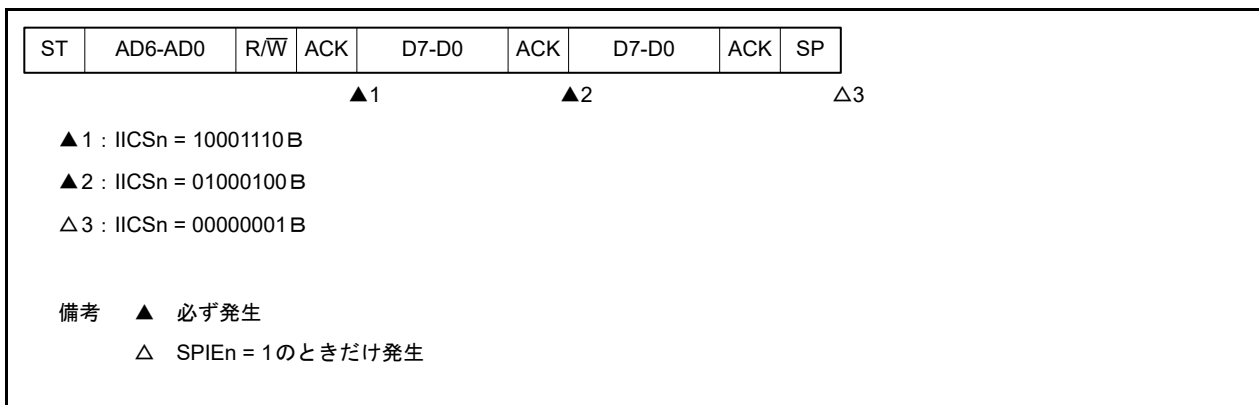 ST AD6-AD0 R/W̅ ACK D7-D0 ACK D7-D0 ACK SP
▲1 ▲2 △3
▲1：IICSn = 10001110B
▲2：IICSn = 01000100B
△3：IICSn = 00000001B
備考 ▲ 必ず発生
△ SPIEn = 1のときだけ発生